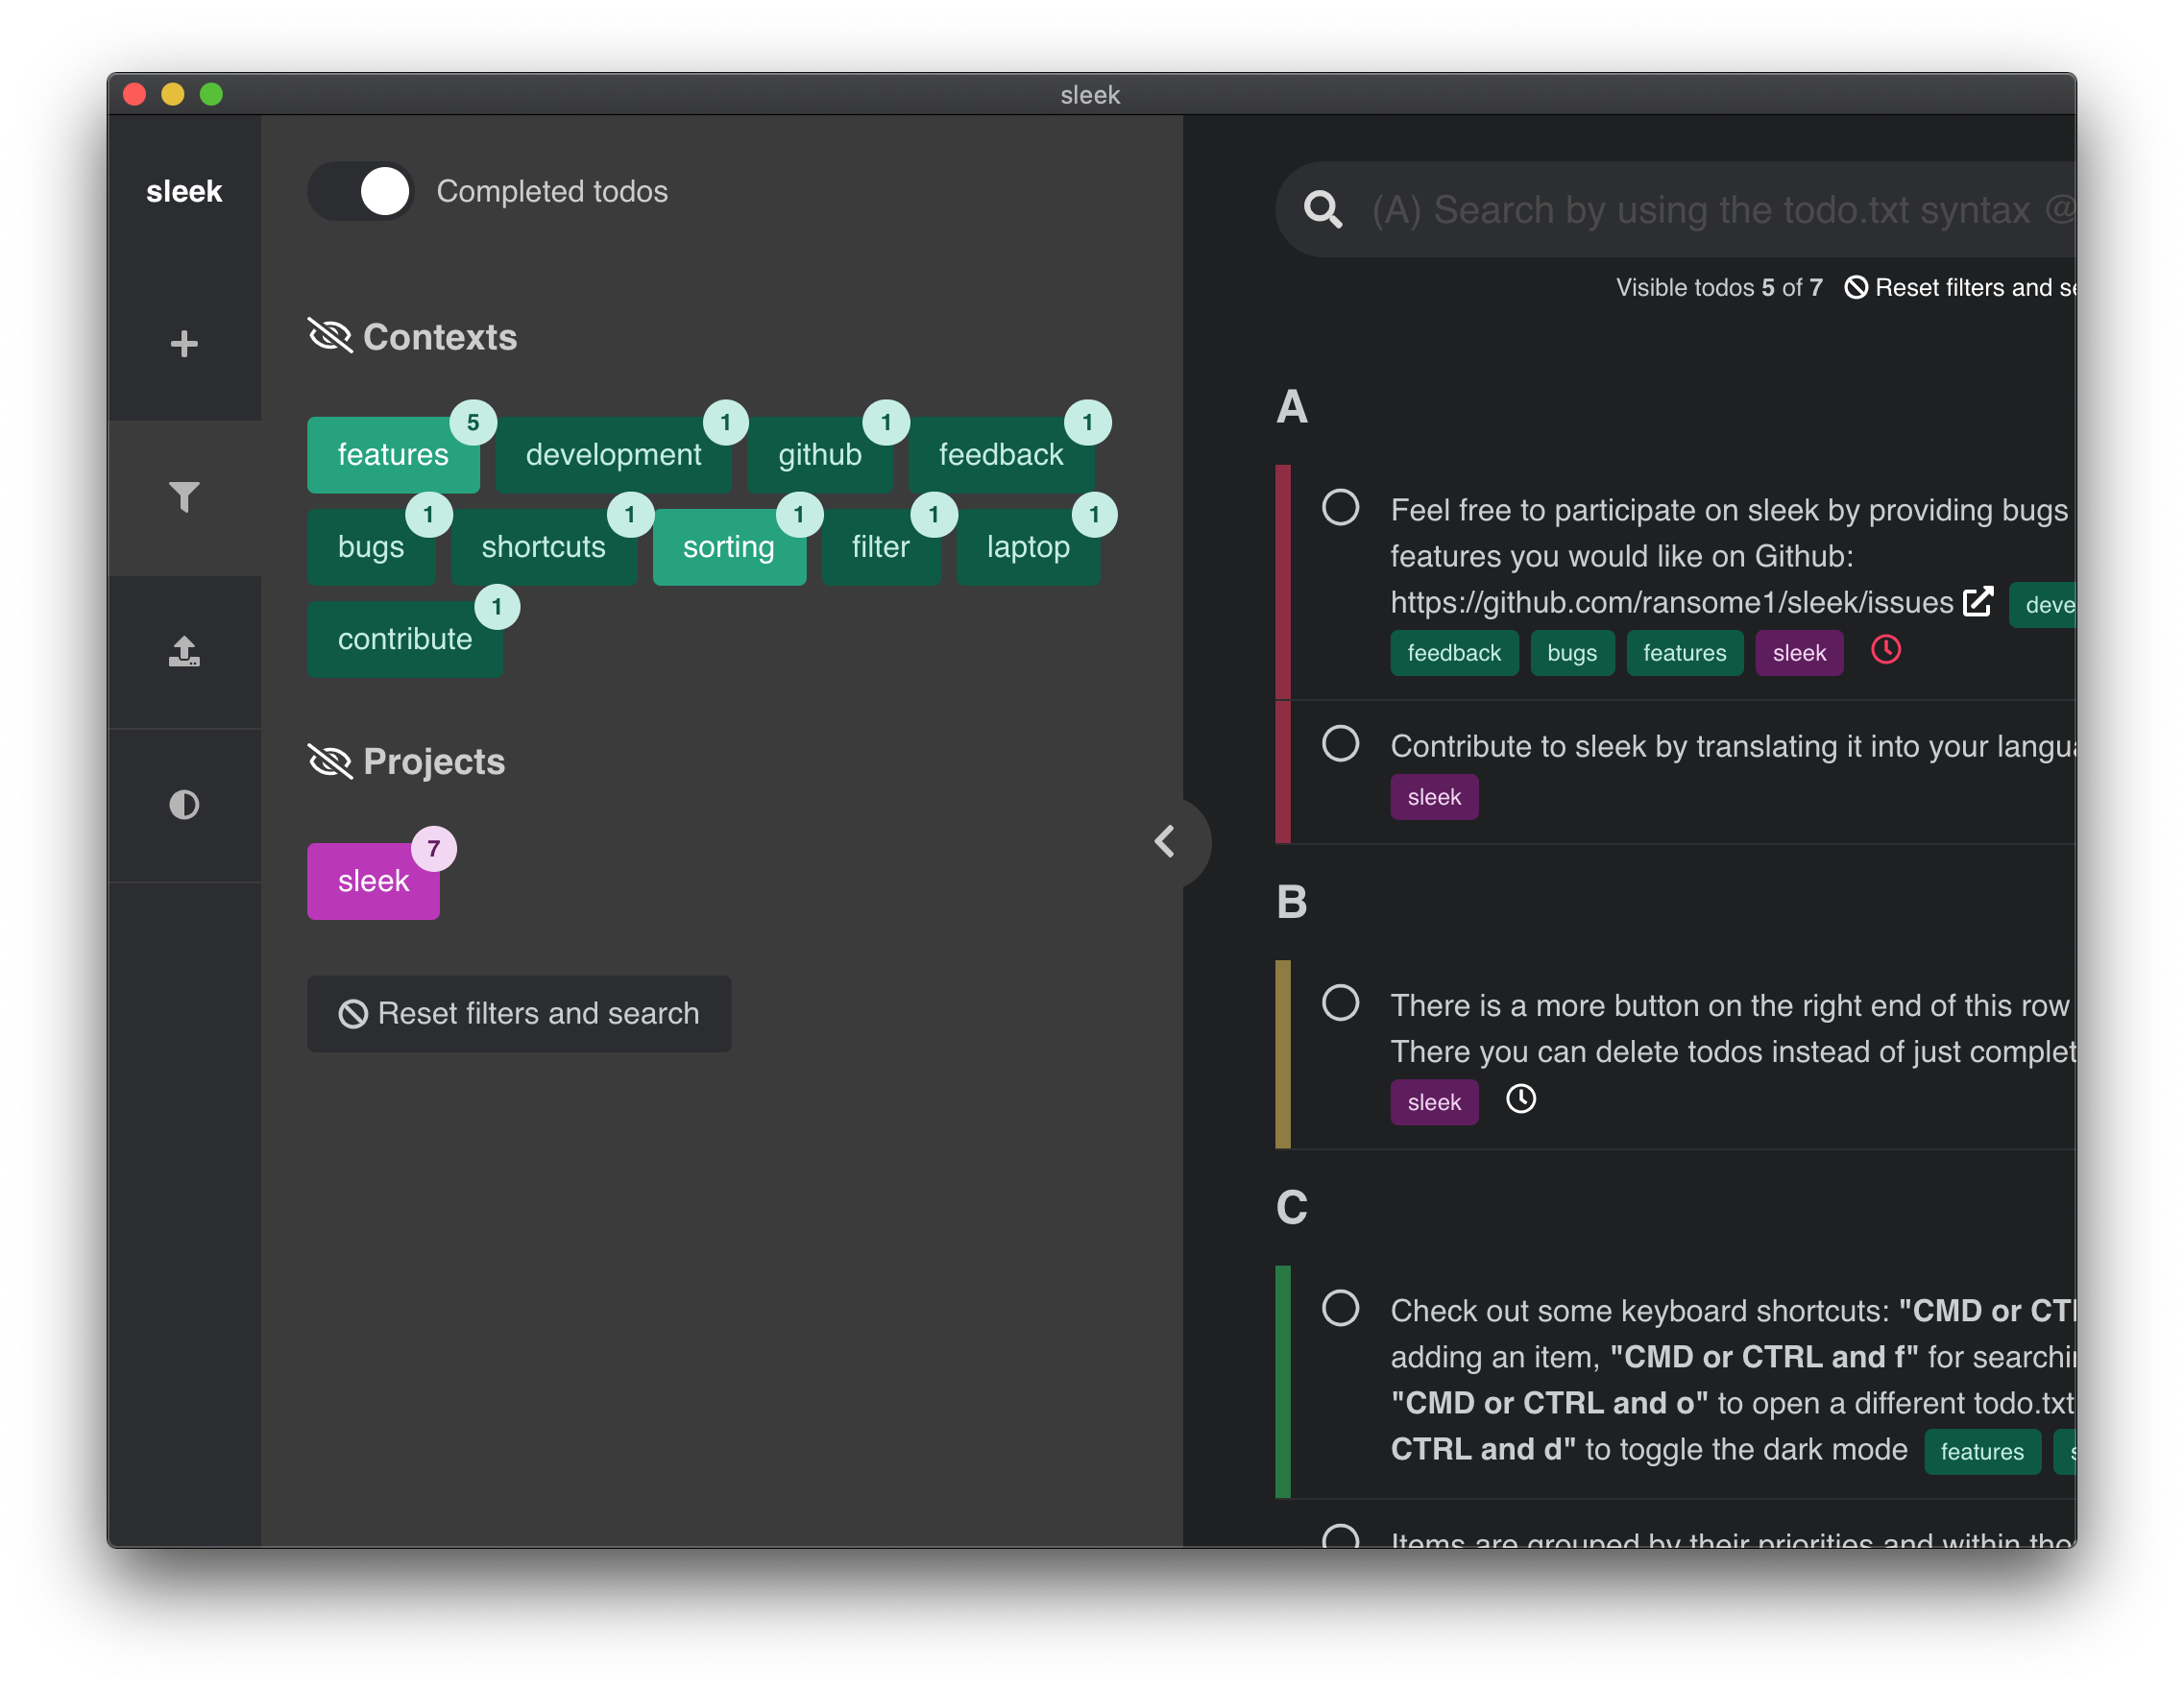 sleek
sleek
Completed todos
Contexts
features 5 development 1 github 1 feedback 1
bugs 1 shortcuts 1 sorting 1 filter 1 laptop 1
contribute 1
Projects
sleek 7
Reset filters and search
(A) Search by using the todo.txt syntax @
Visible todos 5 of 7 Reset filters and
A
Feel free to participate on sleek by providing bugs
features you would like on Github:
https://github.com/ransome1/sleek/issues
feedback bugs features sleek
Contribute to sleek by translating it into your
sleek
B
There is a more button on the right end of this row
There you can delete todos instead of just
sleek
C
Check out some keyboard shortcuts: "CMD or
adding an item, "CMD or CTRL and f" for
"CMD or CTRL and o" to open a different todo.txt
CTRL and d" to toggle the dark mode features
Items are grouped by their priorities and within